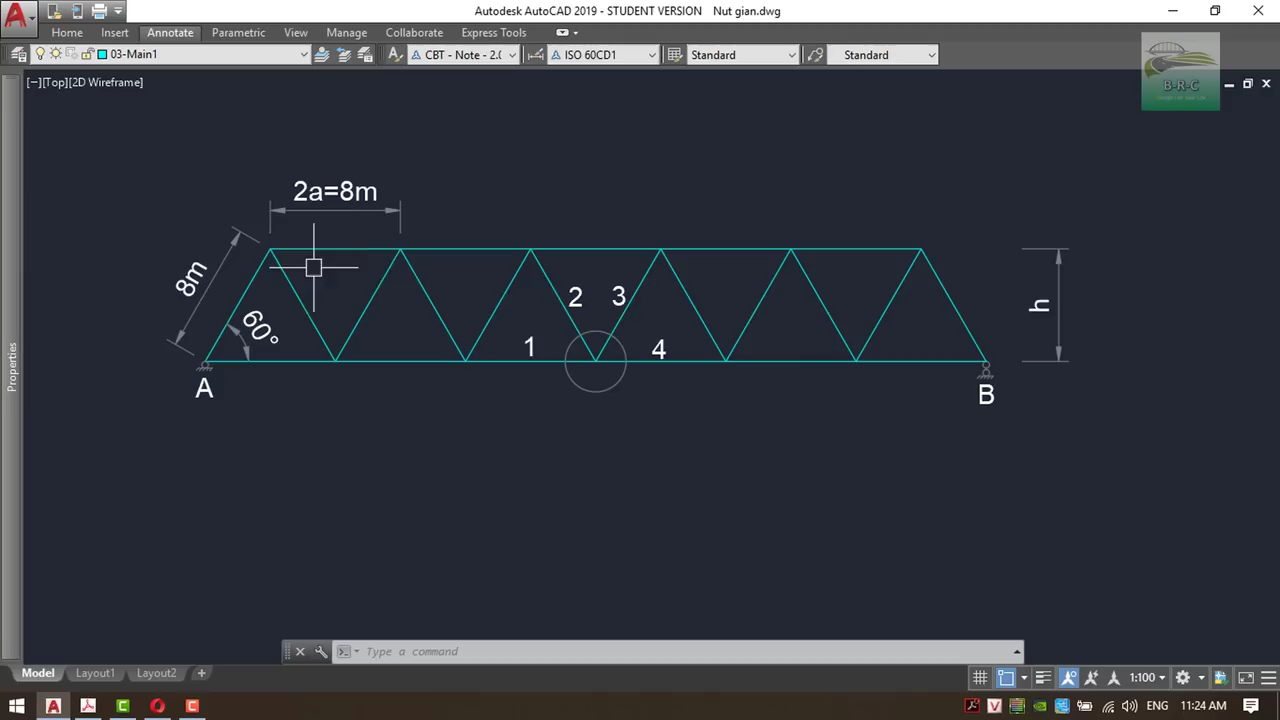 Autodesk AutoCAD 2019 - STUDENT VERSION Nut gian.dwg
Home Insert Annotate Parametric View Manage Collaborate Express Tools
03-Main1 CBT - Note - 2.( ISO 60CD1 Standard Standard
B-R-C
[−][Top][2D Wireframe]
2a=8m
8m
60°
2 3
h
1 4
A B
Properties
Type a command
Model Layout1 Layout2 +
1:100
ENG 11:24 AM